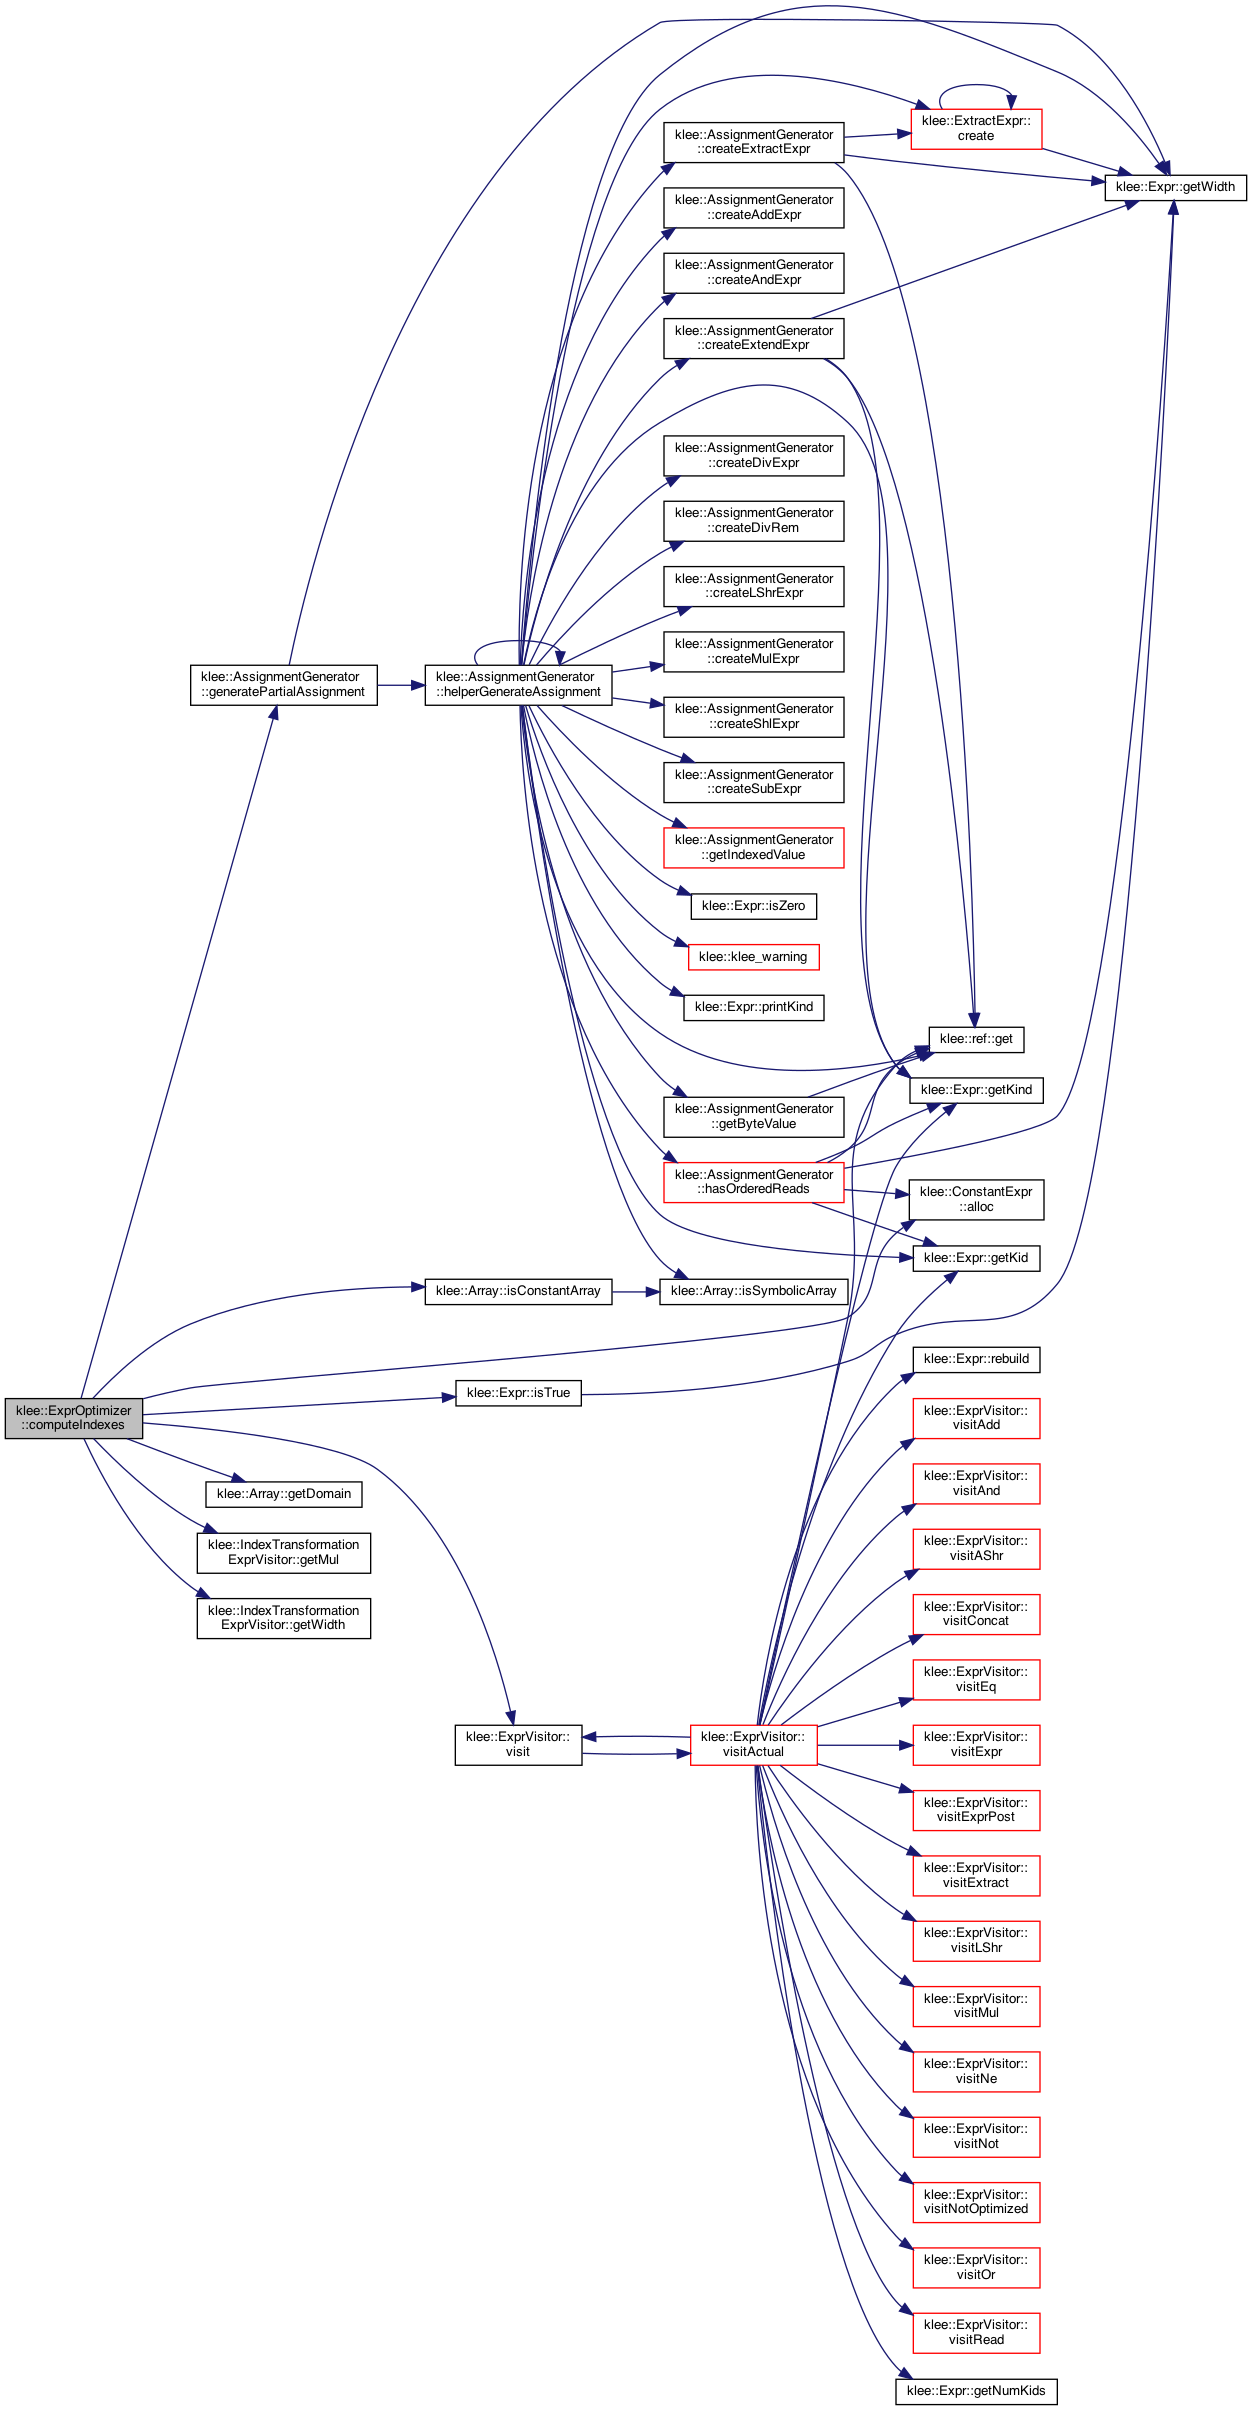 klee::ExprOptimizer
::computeIndexes
klee::AssignmentGenerator
::generatePartialAssignment
klee::AssignmentGenerator
::helperGenerateAssignment
klee::AssignmentGenerator
::createExtractExpr
klee::ExtractExpr::
create
klee::Expr::getWidth
klee::AssignmentGenerator
::createAddExpr
klee::AssignmentGenerator
::createAndExpr
klee::AssignmentGenerator
::createExtendExpr
klee::AssignmentGenerator
::createDivExpr
klee::AssignmentGenerator
::createDivRem
klee::AssignmentGenerator
::createLShrExpr
klee::AssignmentGenerator
::createMulExpr
klee::AssignmentGenerator
::createShlExpr
klee::AssignmentGenerator
::createSubExpr
klee::AssignmentGenerator
::getIndexedValue
klee::Expr::isZero
klee::klee_warning
klee::Expr::printKind
klee::ref::get
klee::Expr::getKind
klee::AssignmentGenerator
::getByteValue
klee::AssignmentGenerator
::hasOrderedReads
klee::ConstantExpr
::alloc
klee::Expr::getKid
klee::Array::isConstantArray
klee::Array::isSymbolicArray
klee::Expr::isTrue
klee::Array::getDomain
klee::IndexTransformation
ExprVisitor::getMul
klee::IndexTransformation
ExprVisitor::getWidth
klee::ExprVisitor::
visit
klee::ExprVisitor::
visitActual
klee::Expr::rebuild
klee::ExprVisitor::
visitAdd
klee::ExprVisitor::
visitAnd
klee::ExprVisitor::
visitAShr
klee::ExprVisitor::
visitConcat
klee::ExprVisitor::
visitEq
klee::ExprVisitor::
visitExpr
klee::ExprVisitor::
visitExprPost
klee::ExprVisitor::
visitExtract
klee::ExprVisitor::
visitLShr
klee::ExprVisitor::
visitMul
klee::ExprVisitor::
visitNe
klee::ExprVisitor::
visitNot
klee::ExprVisitor::
visitNotOptimized
klee::ExprVisitor::
visitOr
klee::ExprVisitor::
visitRead
klee::Expr::getNumKids